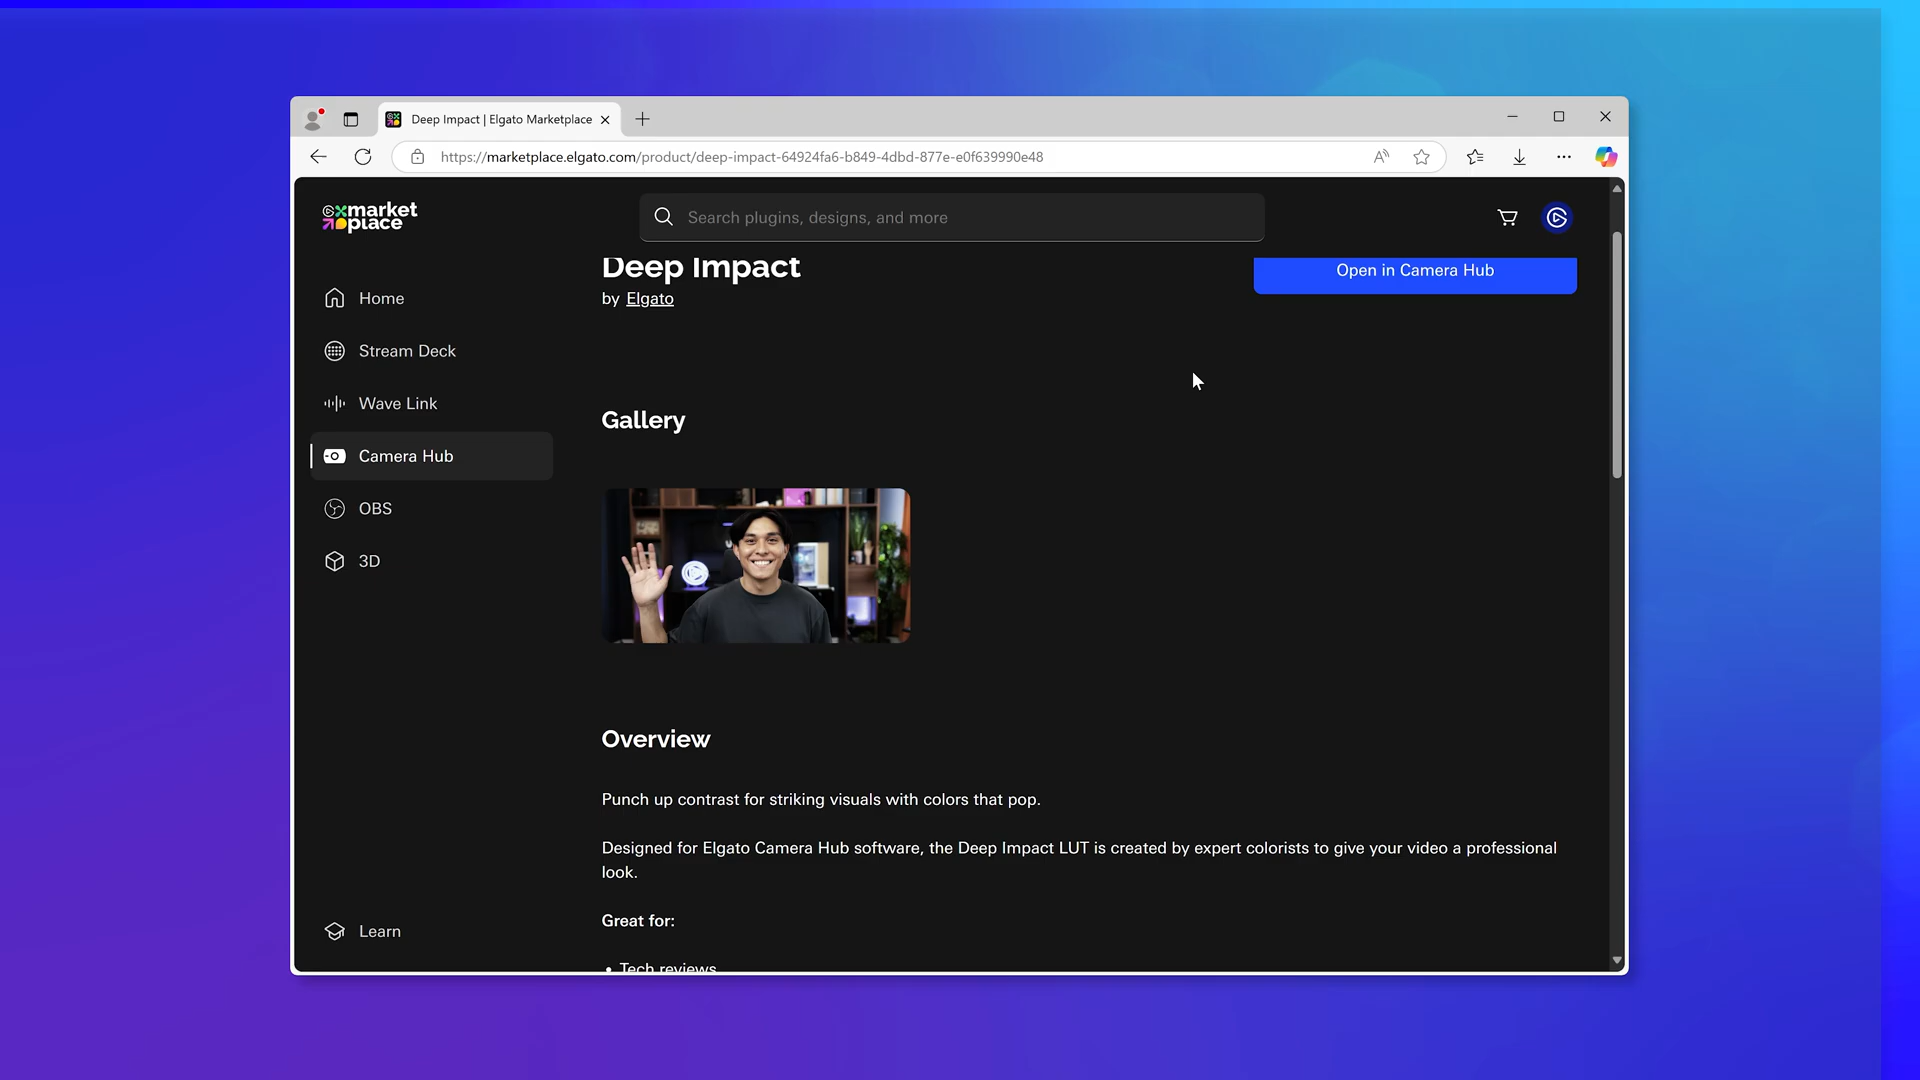 Deep Impact | Elgato Marketplace
https://marketplace.elgato.com/product/deep-impact-64924fa6-b849-4dbd-877e-e0f639990e48
market
place
Search plugins, designs, and more
Deep Impact
by Elgato
Open in Camera Hub
Home
Stream Deck
Wave Link
Camera Hub
OBS
3D
Learn
Gallery
Overview
Punch up contrast for striking visuals with colors that pop.
Designed for Elgato Camera Hub software, the Deep Impact LUT is created by expert colorists to give your video a professional
look.
Great for:
• Tech reviews